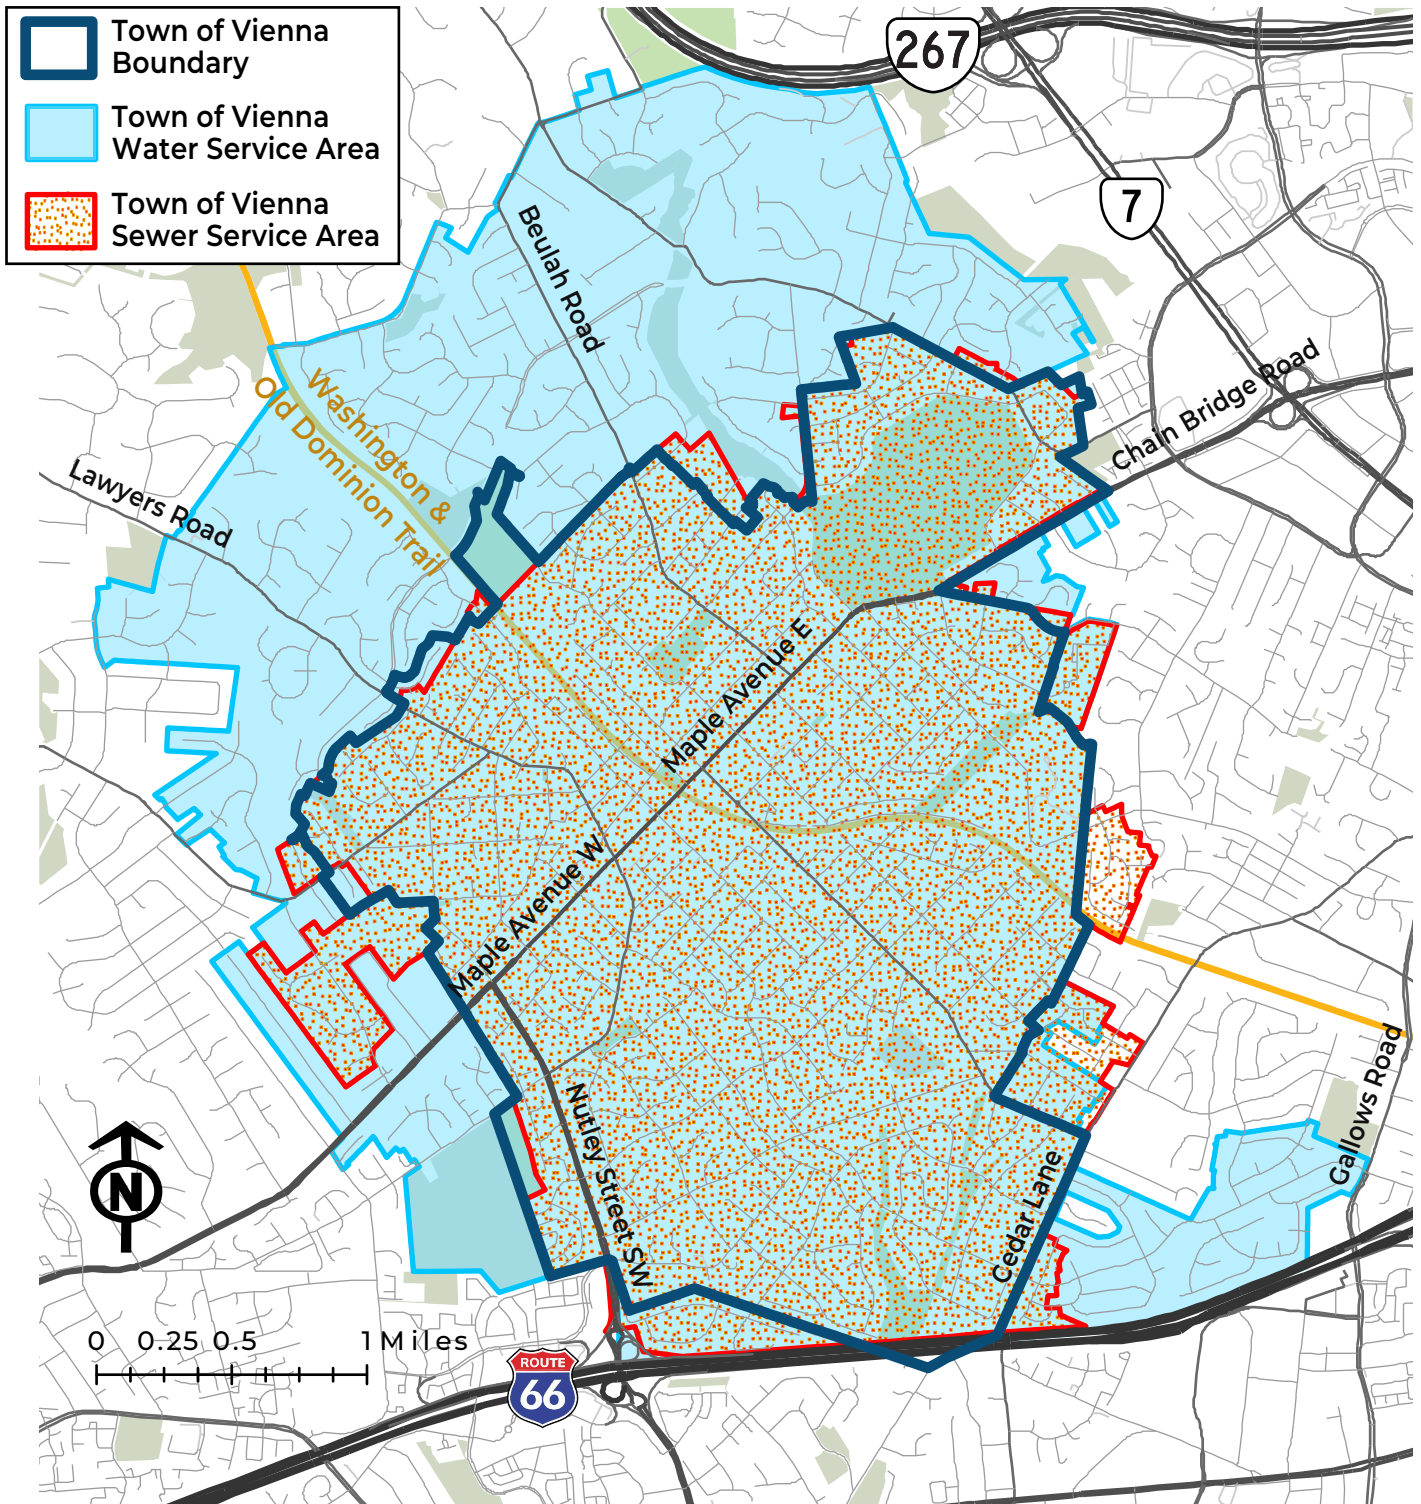 Town of Vienna
Boundary
Town of Vienna
Water Service Area
Town of Vienna
Sewer Service Area
267
7
Beulah Road
Chain Bridge Road
Washington &
Old Dominion Trail
Lawyers Road
Maple Avenue E
Maple Avenue W
Nutley Street SW
Cedar Lane
Gallows Road
N
0 0.25 0.5 1 Miles
ROUTE
66